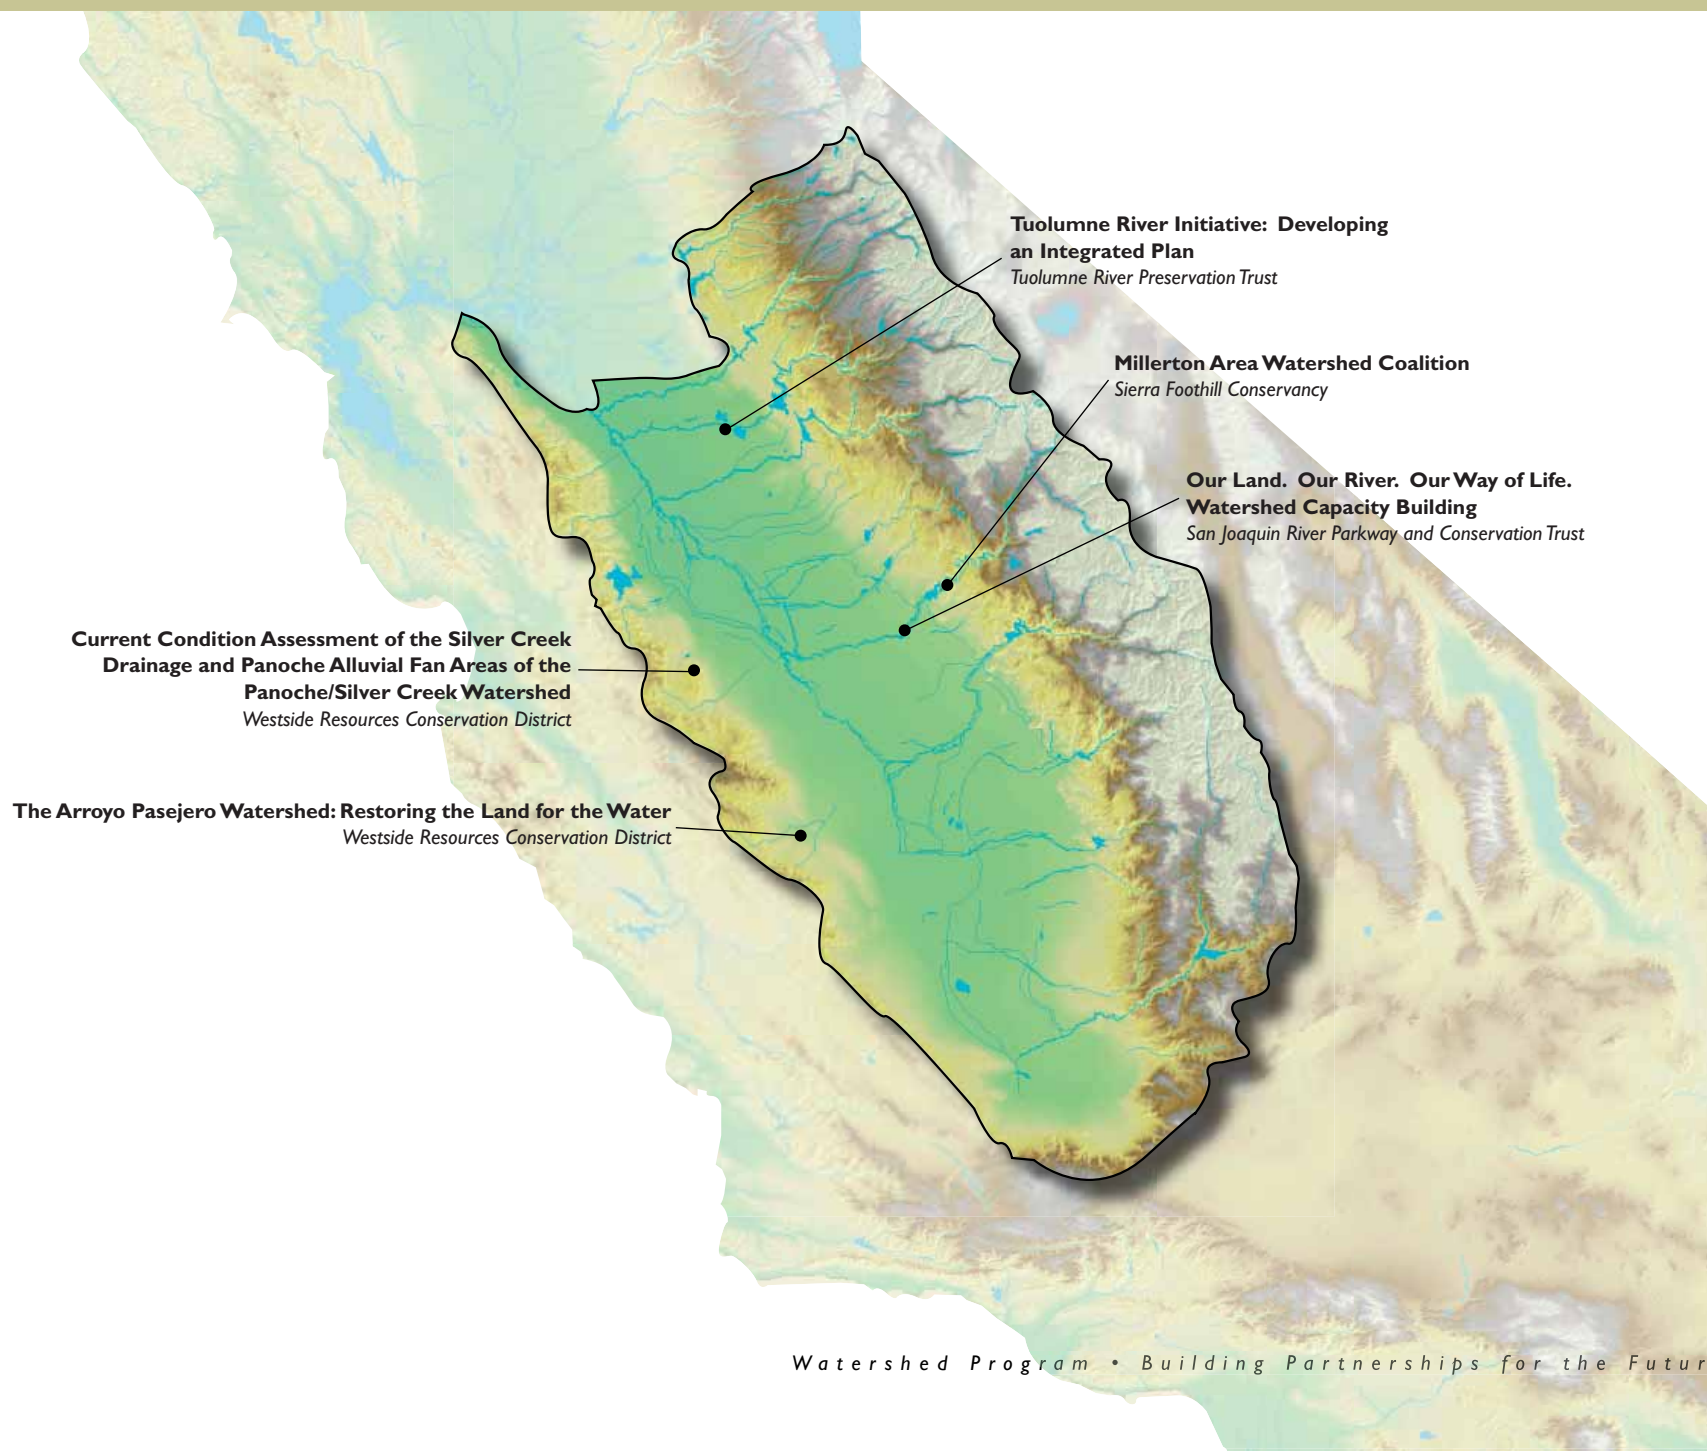 Tuolumne River Initiative: Developing
an Integrated Plan
Tuolumne River Preservation Trust
Millerton Area Watershed Coalition
Sierra Foothill Conservancy
Our Land. Our River. Our Way of Life.
Watershed Capacity Building
San Joaquin River Parkway and Conservation Trust
Current Condition Assessment of the Silver Creek
Drainage and Panoche Alluvial Fan Areas of the
Panoche/Silver Creek Watershed
Westside Resources Conservation District
The Arroyo Pasejero Watershed: Restoring the Land for the Water
Westside Resources Conservation District
Watershed Program • Building Partnerships for the Futur